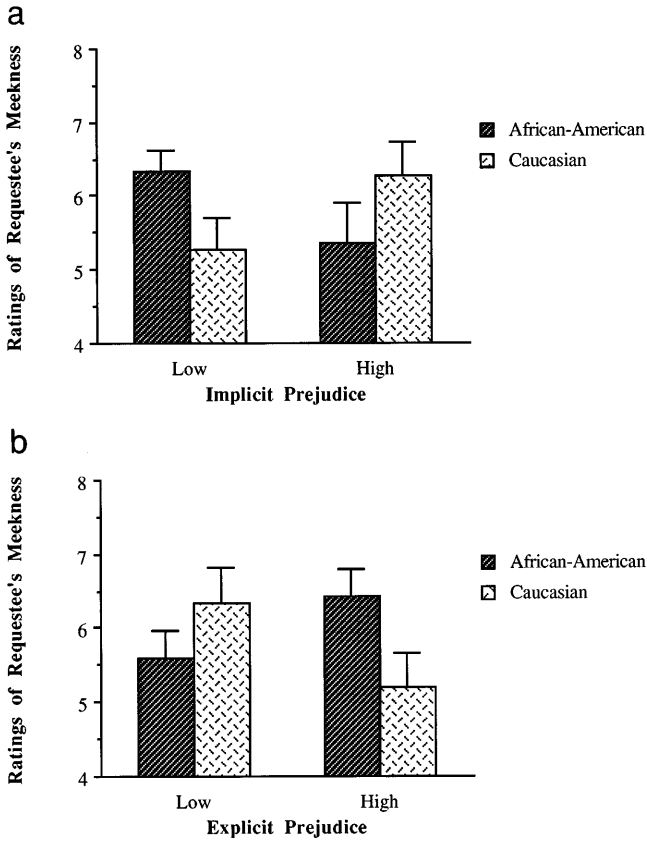 a
Ratings of Requestee's Meekness
8
7
6
5
4
African-American
Caucasian
Low
High
Implicit Prejudice
b
Ratings of Requestee's Meekness
8
7
6
5
4
African-American
Caucasian
Low
High
Explicit Prejudice